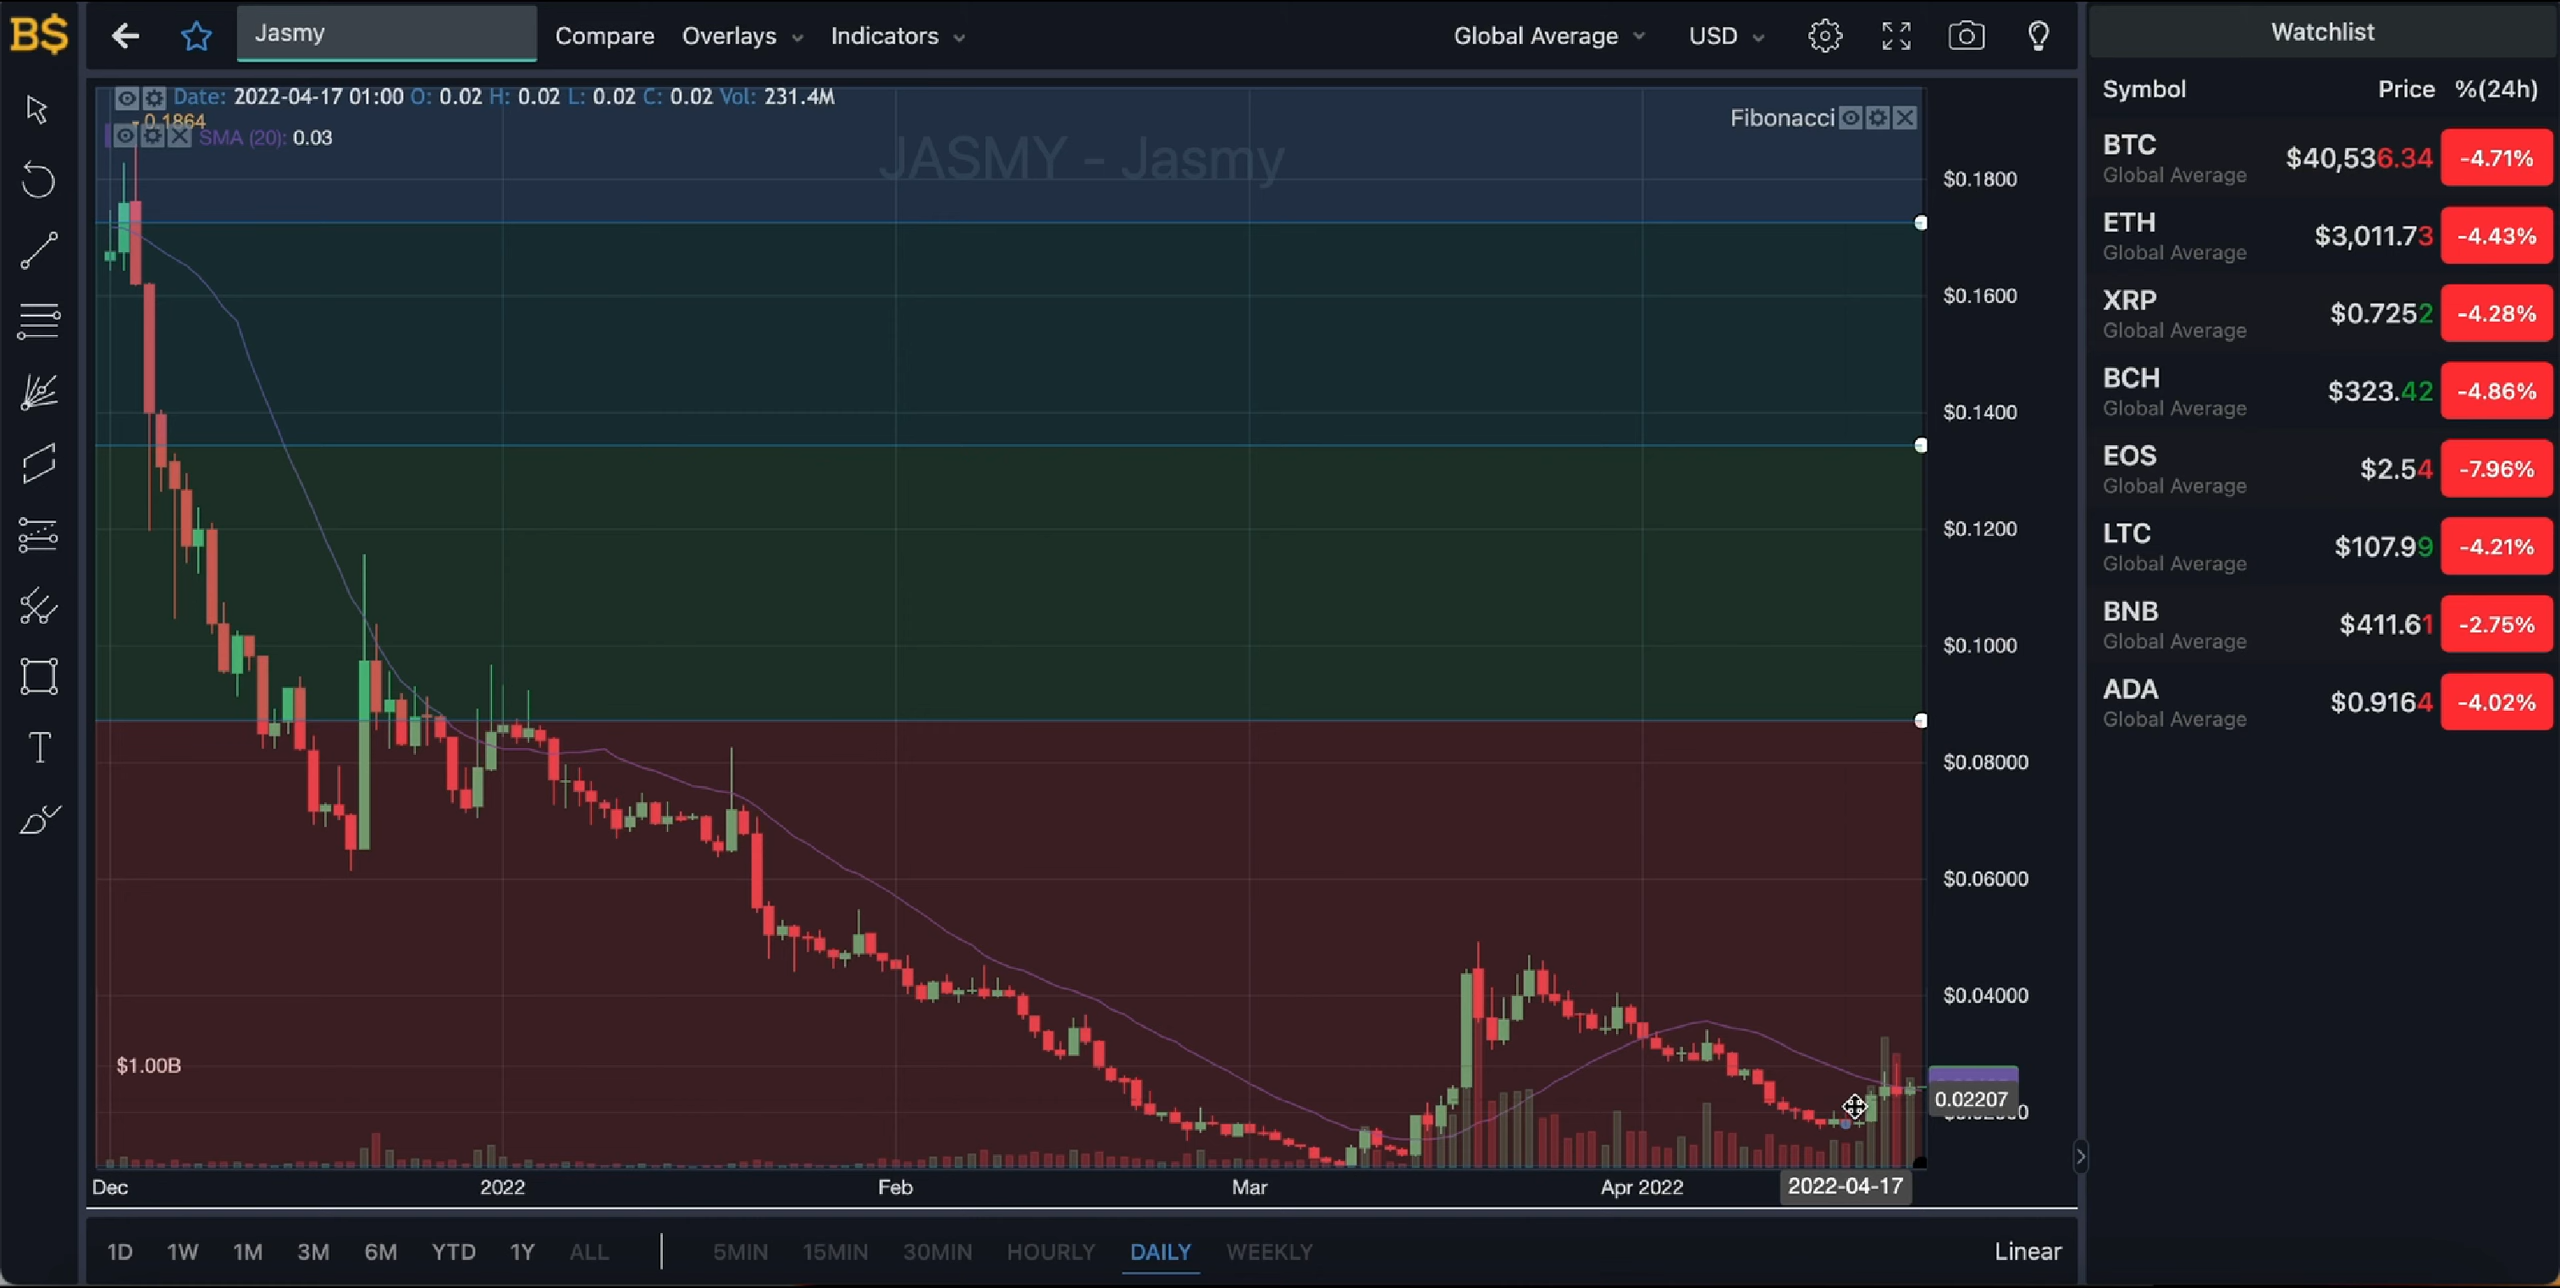 B$
Jasmy
Compare
Overlays
Indicators
Global Average
USD
Watchlist
Date: 2022-04-17 01:00 O: 0.02 H: 0.02 L: 0.02 C: 0.02 Vol: 231.4M
- 0.1864
SMA (20): 0.03
JASMY - Jasmy
Fibonacci
$0.1800
$0.1600
$0.1400
$0.1200
$0.1000
$0.08000
$0.06000
$0.04000
0.02207
$1.00B
T
Dec
2022
Feb
Mar
Apr 2022
2022-04-17
1D 1W 1M 3M 6M YTD 1Y ALL
5MIN 15MIN 30MIN HOURLY DAILY WEEKLY
Linear
Symbol Price %(24h)
BTC $40,536.34 -4.71%
Global Average
ETH $3,011.73 -4.43%
Global Average
XRP $0.7252 -4.28%
Global Average
BCH $323.42 -4.86%
Global Average
EOS $2.54 -7.96%
Global Average
LTC $107.99 -4.21%
Global Average
BNB $411.61 -2.75%
Global Average
ADA $0.9164 -4.02%
Global Average